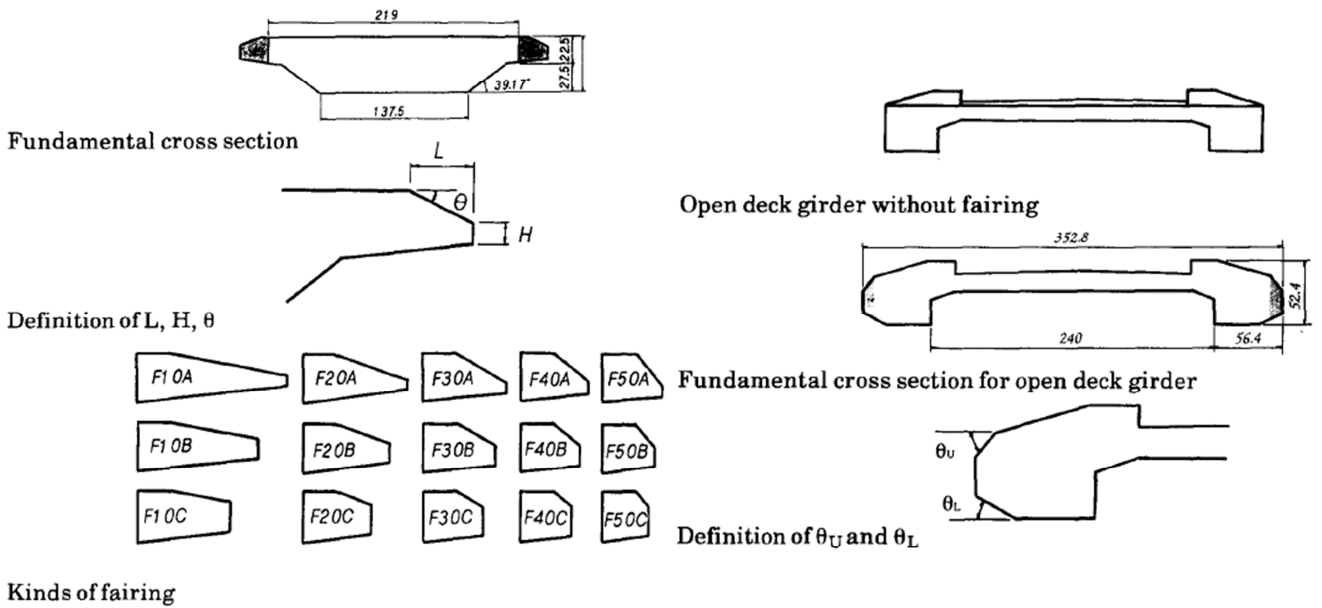 219
22.5
27.5
39.17°
137.5
Fundamental cross section
L
θ
H
Definition of L, H, θ
F10A F20A F30A F40A F50A
F10B F20B F30B F40B F50B
F10C F20C F30C F40C F50C
Kinds of fairing
Open deck girder without fairing
352.8
52.4
240 56.4
Fundamental cross section for open deck girder
θU
θL
Definition of θU and θL